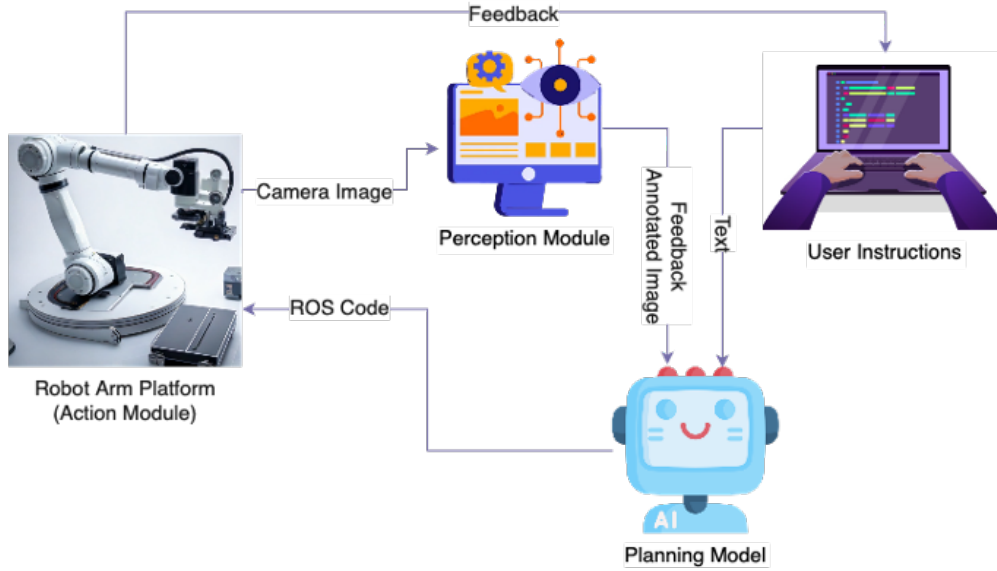 Feedback
Camera Image
Perception Module
Feedback
Annotated Image
Text
User Instructions
ROS Code
Robot Arm Platform
(Action Module)
AI
Planning Model